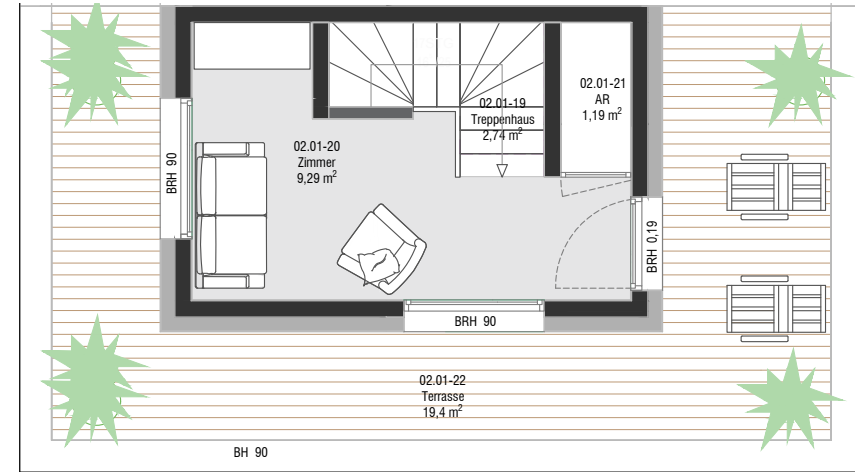 02.01-21
AR
1,19 m²
02.01-19
Treppenhaus
2,74 m²
02.01-20
Zimmer
9,29 m²
BRH 90
BRH 0,19
BRH 90
02.01-22
Terrasse
19,4 m²
BH 90